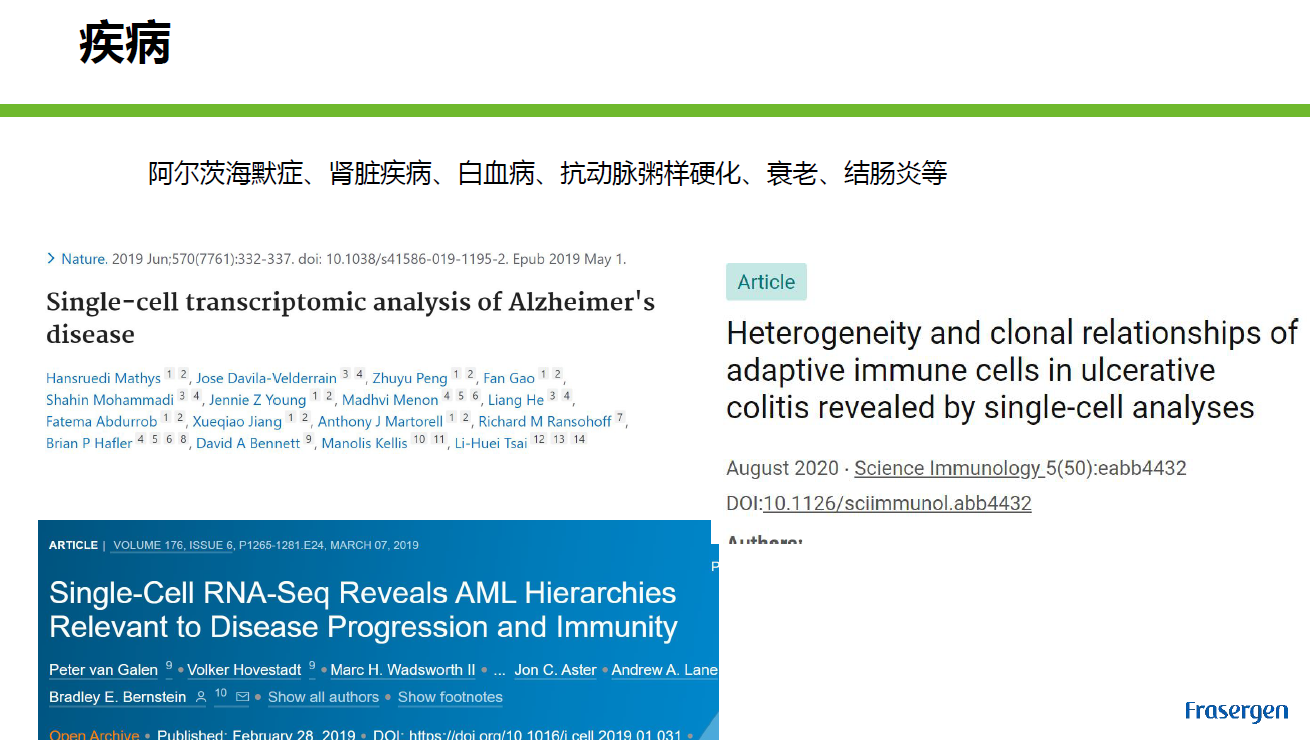 疾病
阿尔茨海默症、肾脏疾病、白血病、抗动脉粥样硬化、衰老、结肠炎等
> Nature. 2019 Jun;570(7761):332-337. doi: 10.1038/s41586-019-1195-2. Epub 2019 May 1.
Single-cell transcriptomic analysis of Alzheimer's
disease
Hansruedi Mathys 1 2, Jose Davila-Velderrain 3 4, Zhuyu Peng 1 2, Fan Gao 1 2,
Shahin Mohammadi 3 4, Jennie Z Young 1 2, Madhvi Menon 4 5 6, Liang He 3 4,
Fatema Abdurrob 1 2, Xueqiao Jiang 1 2, Anthony J Martorell 1 2, Richard M Ransohoff 7,
Brian P Hafler 4 5 6 8, David A Bennett 9, Manolis Kellis 10 11, Li-Huei Tsai 12 13 14
Article
Heterogeneity and clonal relationships of
adaptive immune cells in ulcerative
colitis revealed by single-cell analyses
August 2020 · Science Immunology 5(50):eabb4432
DOI:10.1126/sciimmunol.abb4432
Authors:
ARTICLE | VOLUME 176, ISSUE 6, P1265-1281.E24, MARCH 07, 2019
P
Single-Cell RNA-Seq Reveals AML Hierarchies
Relevant to Disease Progression and Immunity
Peter van Galen 9 • Volker Hovestadt 9 • Marc H. Wadsworth II • ... Jon C. Aster • Andrew A. Lane
Bradley E. Bernstein 10 • Show all authors • Show footnotes
Open Archive • Published: February 28, 2019 • DOI: https://doi.org/10.1016/j.cell.2019.01.031 •
Frasergen